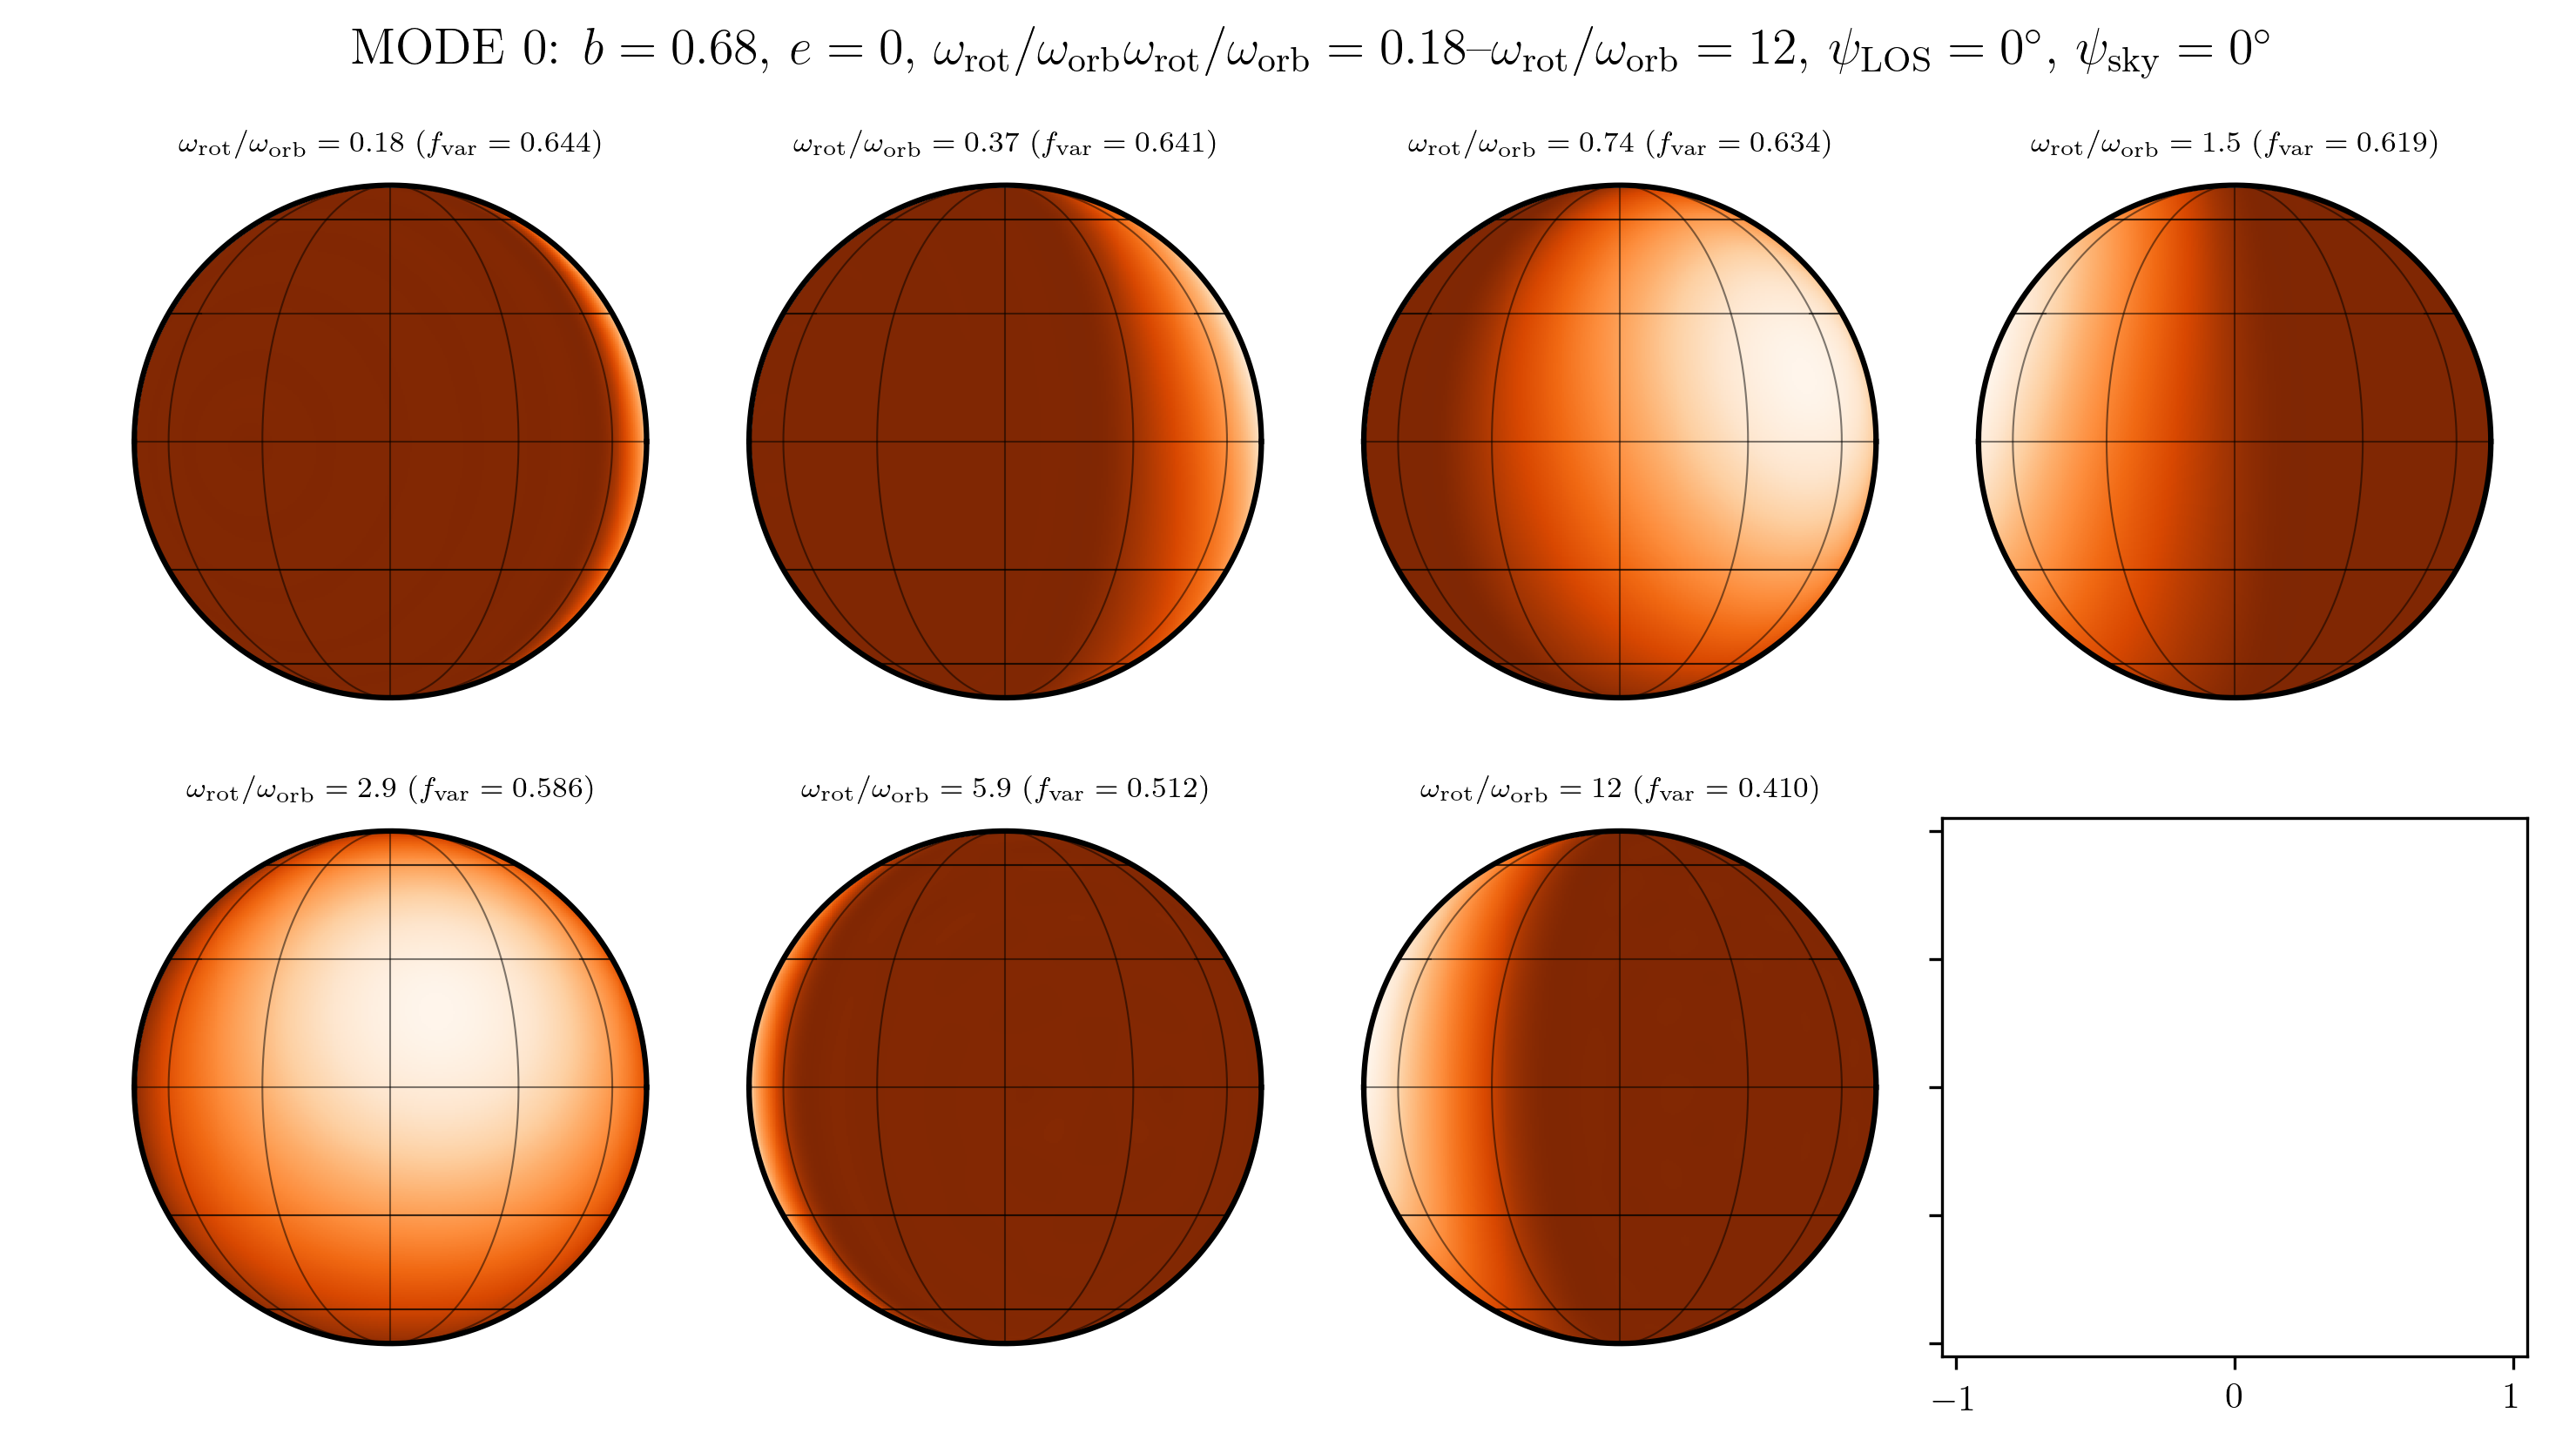 MODE 0: b = 0.68, e = 0, ω_rot/ω_orbω_rot/ω_orb = 0.18–ω_rot/ω_orb = 12, ψ_LOS = 0°, ψ_sky = 0°
ω_rot/ω_orb = 0.18 (f_var = 0.644)
ω_rot/ω_orb = 0.37 (f_var = 0.641)
ω_rot/ω_orb = 0.74 (f_var = 0.634)
ω_rot/ω_orb = 1.5 (f_var = 0.619)
ω_rot/ω_orb = 2.9 (f_var = 0.586)
ω_rot/ω_orb = 5.9 (f_var = 0.512)
ω_rot/ω_orb = 12 (f_var = 0.410)
−1 0 1